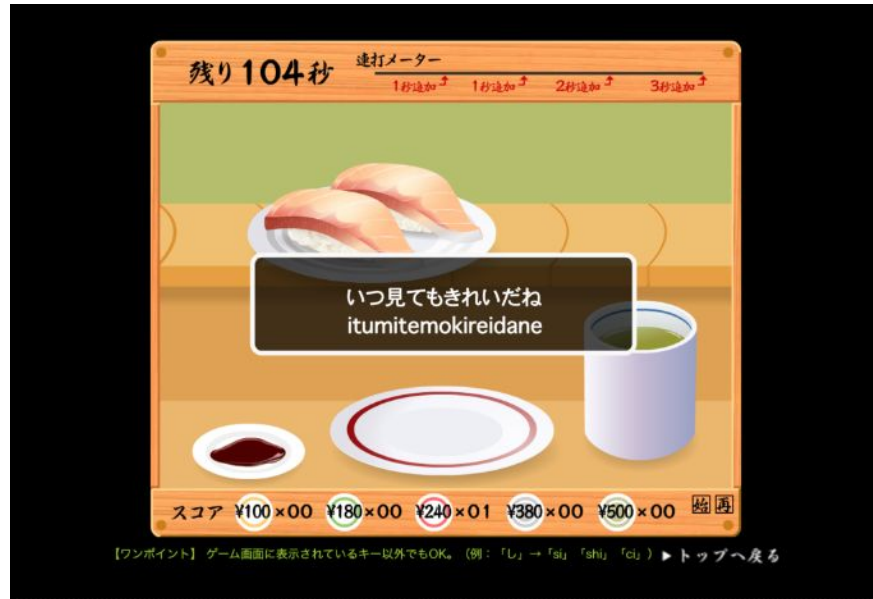 残り104秒 連打メーター
1秒追加 1秒追加 2秒追加 3秒追加
いつ見てもきれいだね
itumitemokireidane
スコア ¥100×00 ¥180×00 ¥240×01 ¥380×00 ¥500×00 始 再
【ワンポイント】 ゲーム画面に表示されているキー以外でもOK。（例：「し」→「si」「shi」「ci」） ▶トップへ戻る